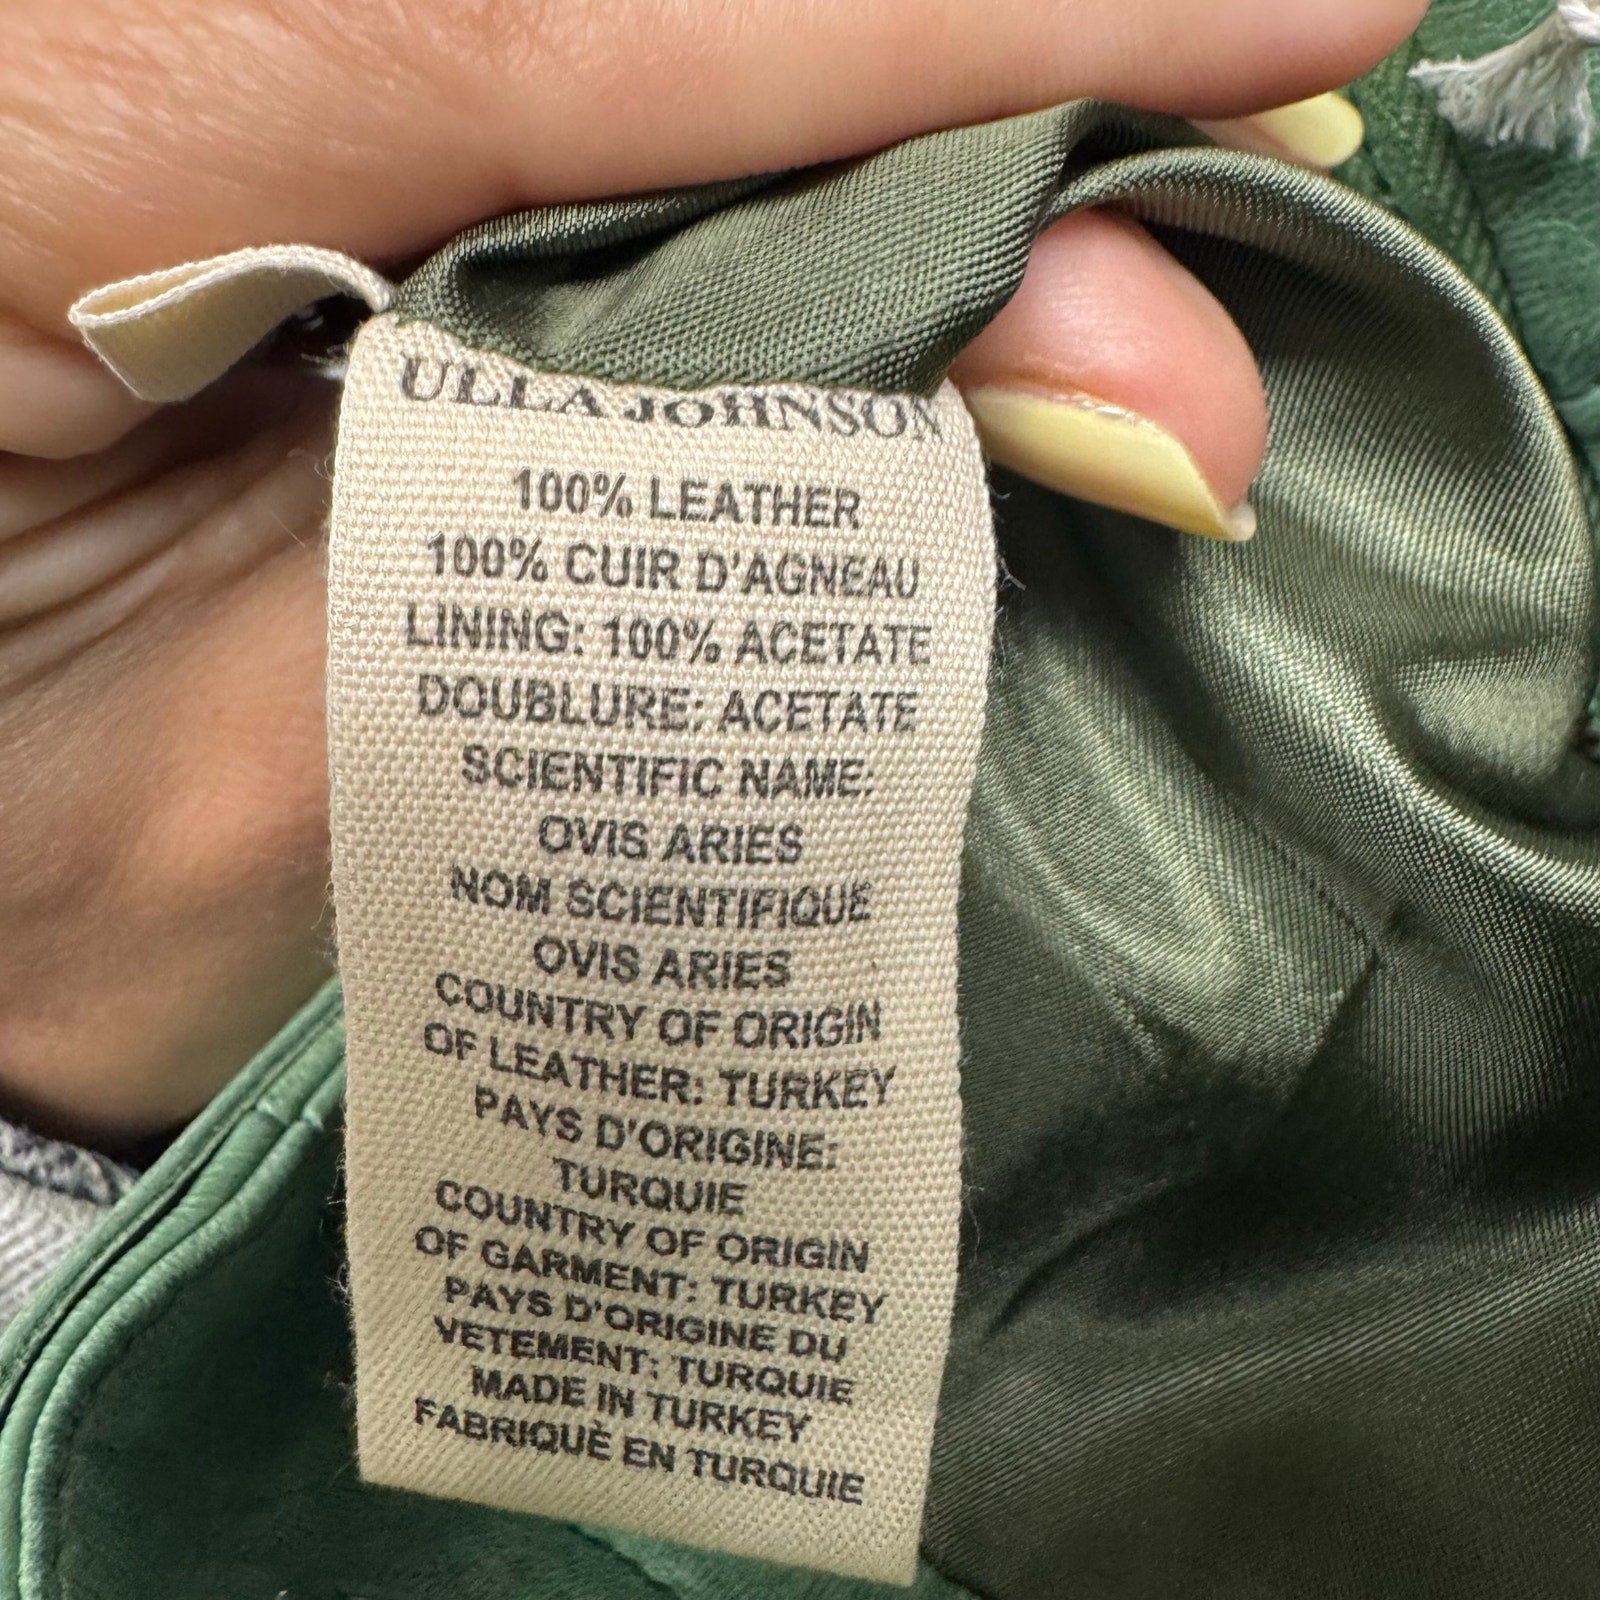 ULLA JOHNSON
100% LEATHER
100% CUIR D'AGNEAU
LINING: 100% ACETATE
DOUBLURE: ACETATE
SCIENTIFIC NAME:
OVIS ARIES
NOM SCIENTIFIQUE
OVIS ARIES
COUNTRY OF ORIGIN
OF LEATHER: TURKEY
PAYS D'ORIGINE:
TURQUIE
COUNTRY OF ORIGIN
OF GARMENT: TURKEY
PAYS D'ORIGINE DU
VETEMENT: TURQUIE
MADE IN TURKEY
FABRIQUÈ EN TURQUIE